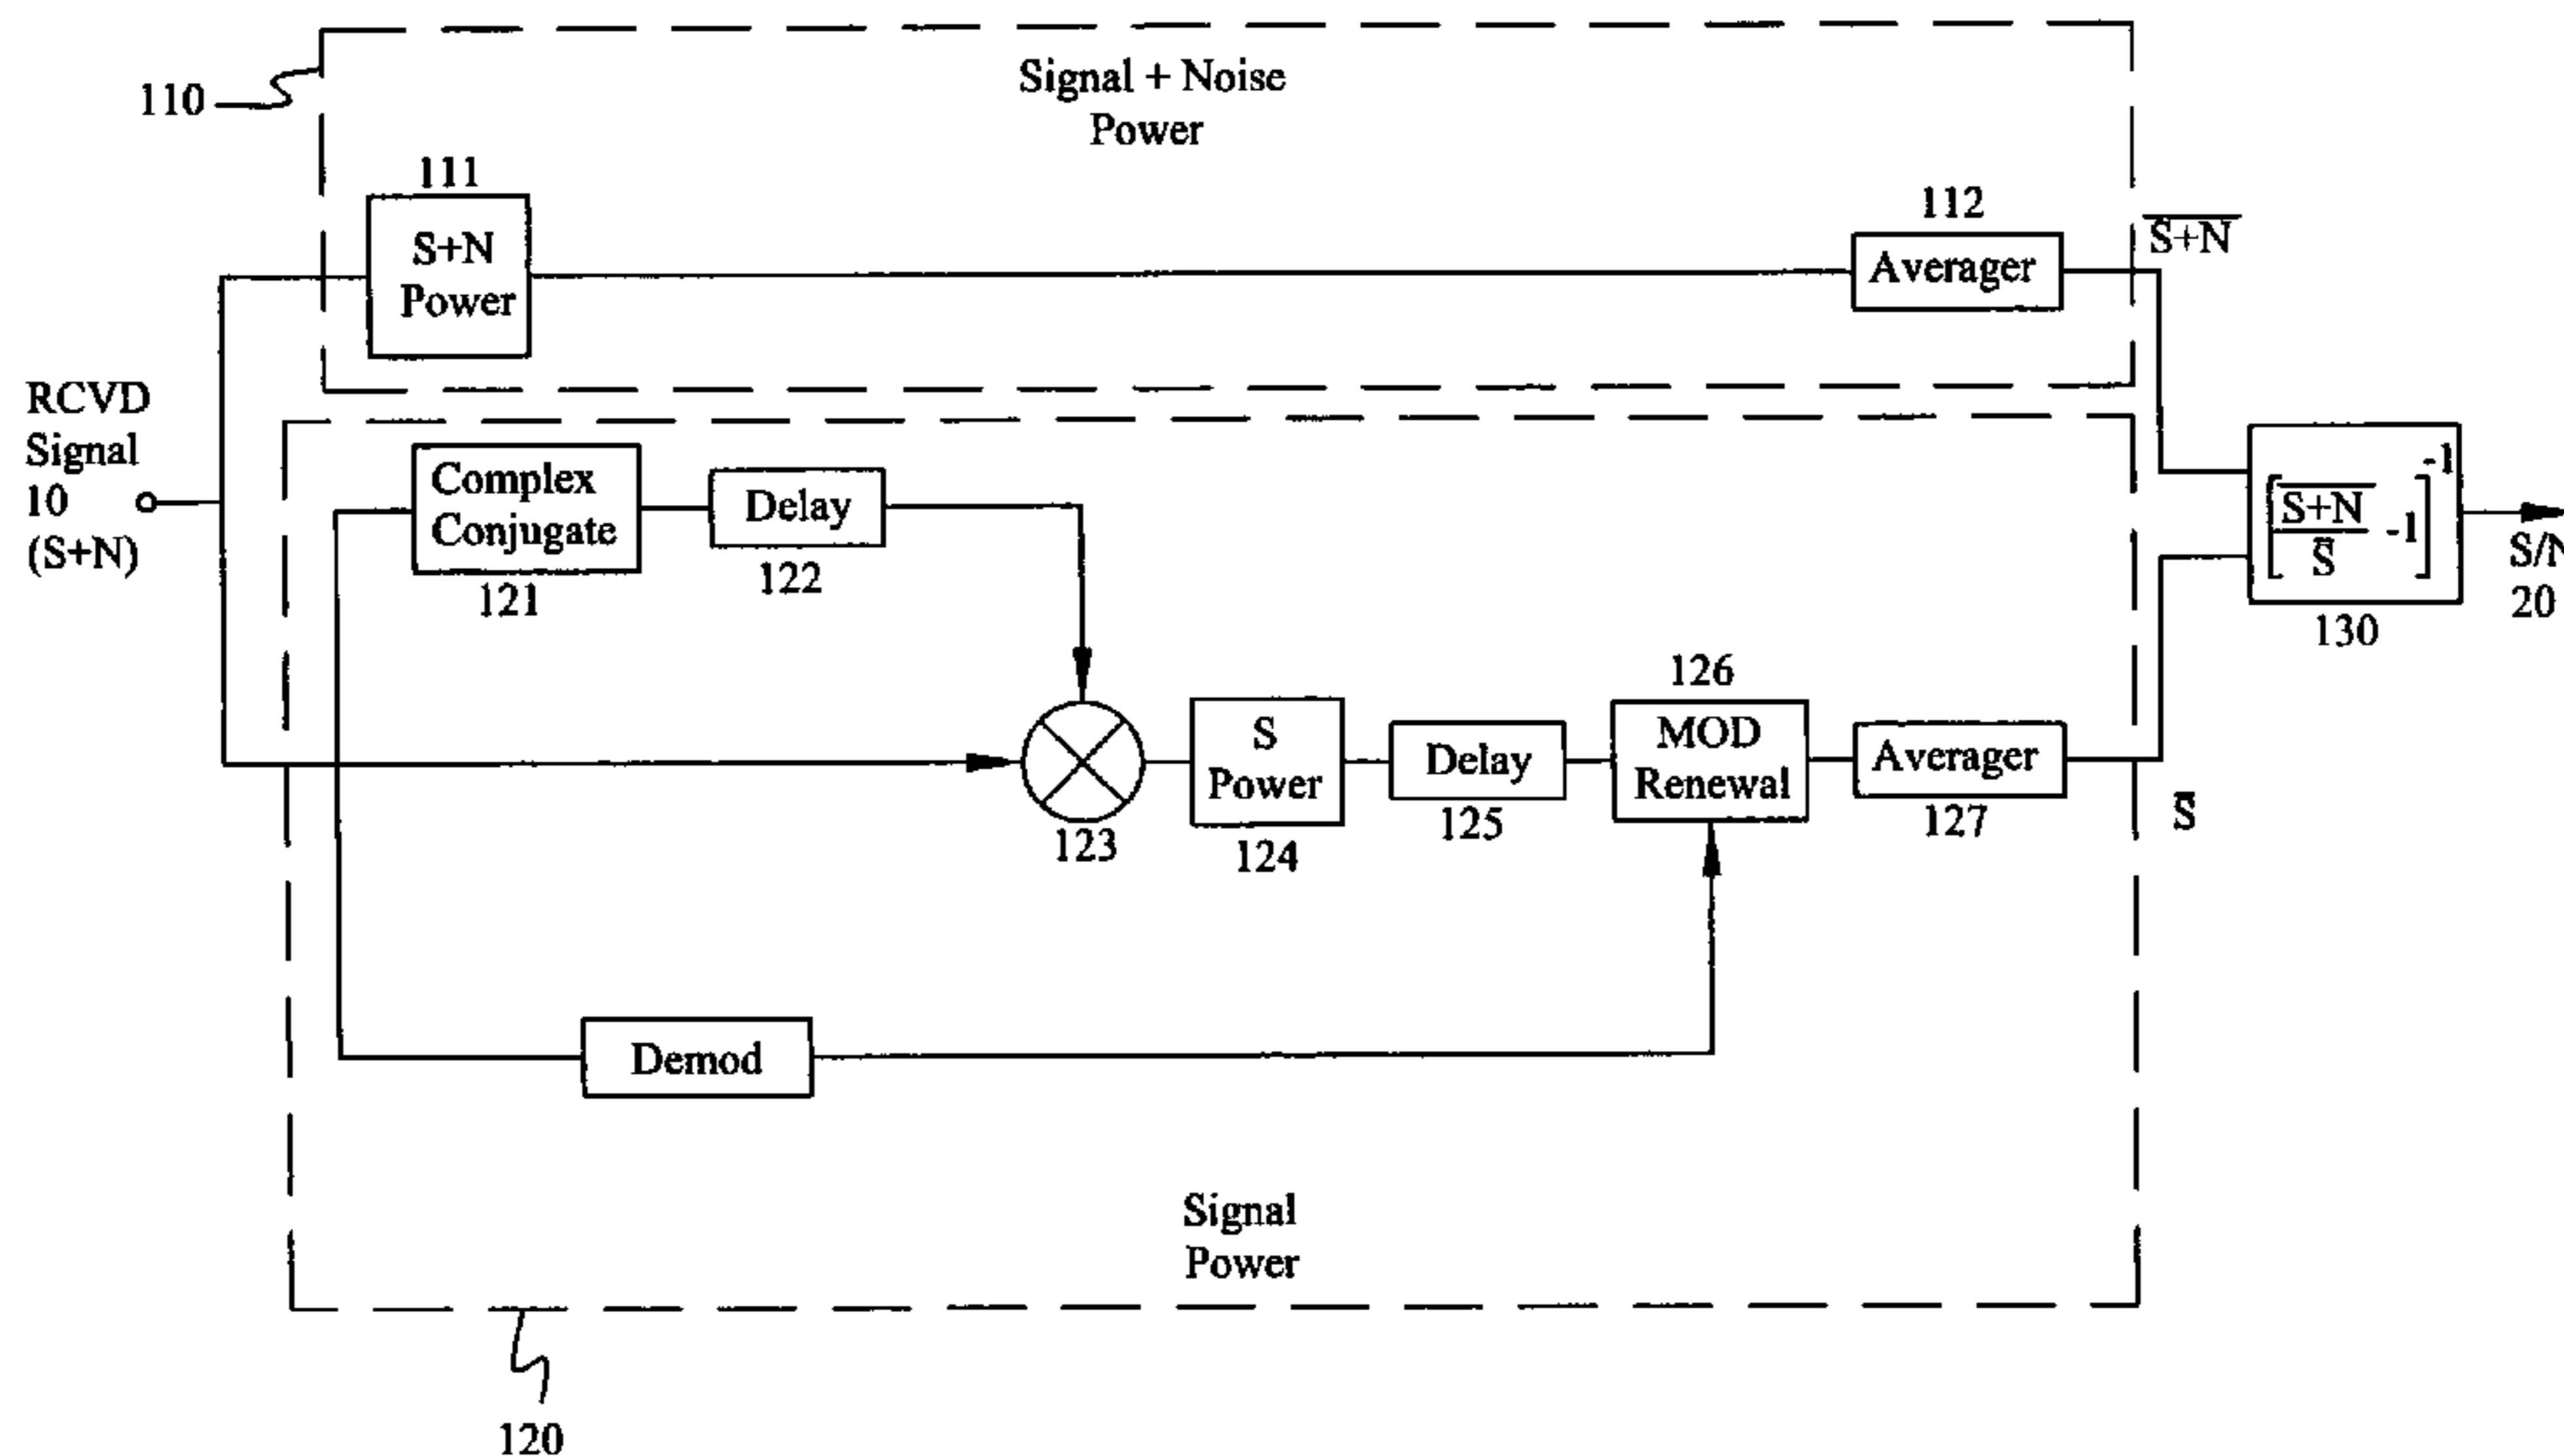 110
Signal + Noise
Power
111
S+N
Power
112
Averager
S+N
RCVD
Signal
10
(S+N)
Complex
Conjugate
121
Delay
122
123
S
Power
124
Delay
125
126
MOD
Renewal
Averager
127
S̄
S+N
S̄
-1
-1
130
S/N
20
Demod
Signal
Power
120